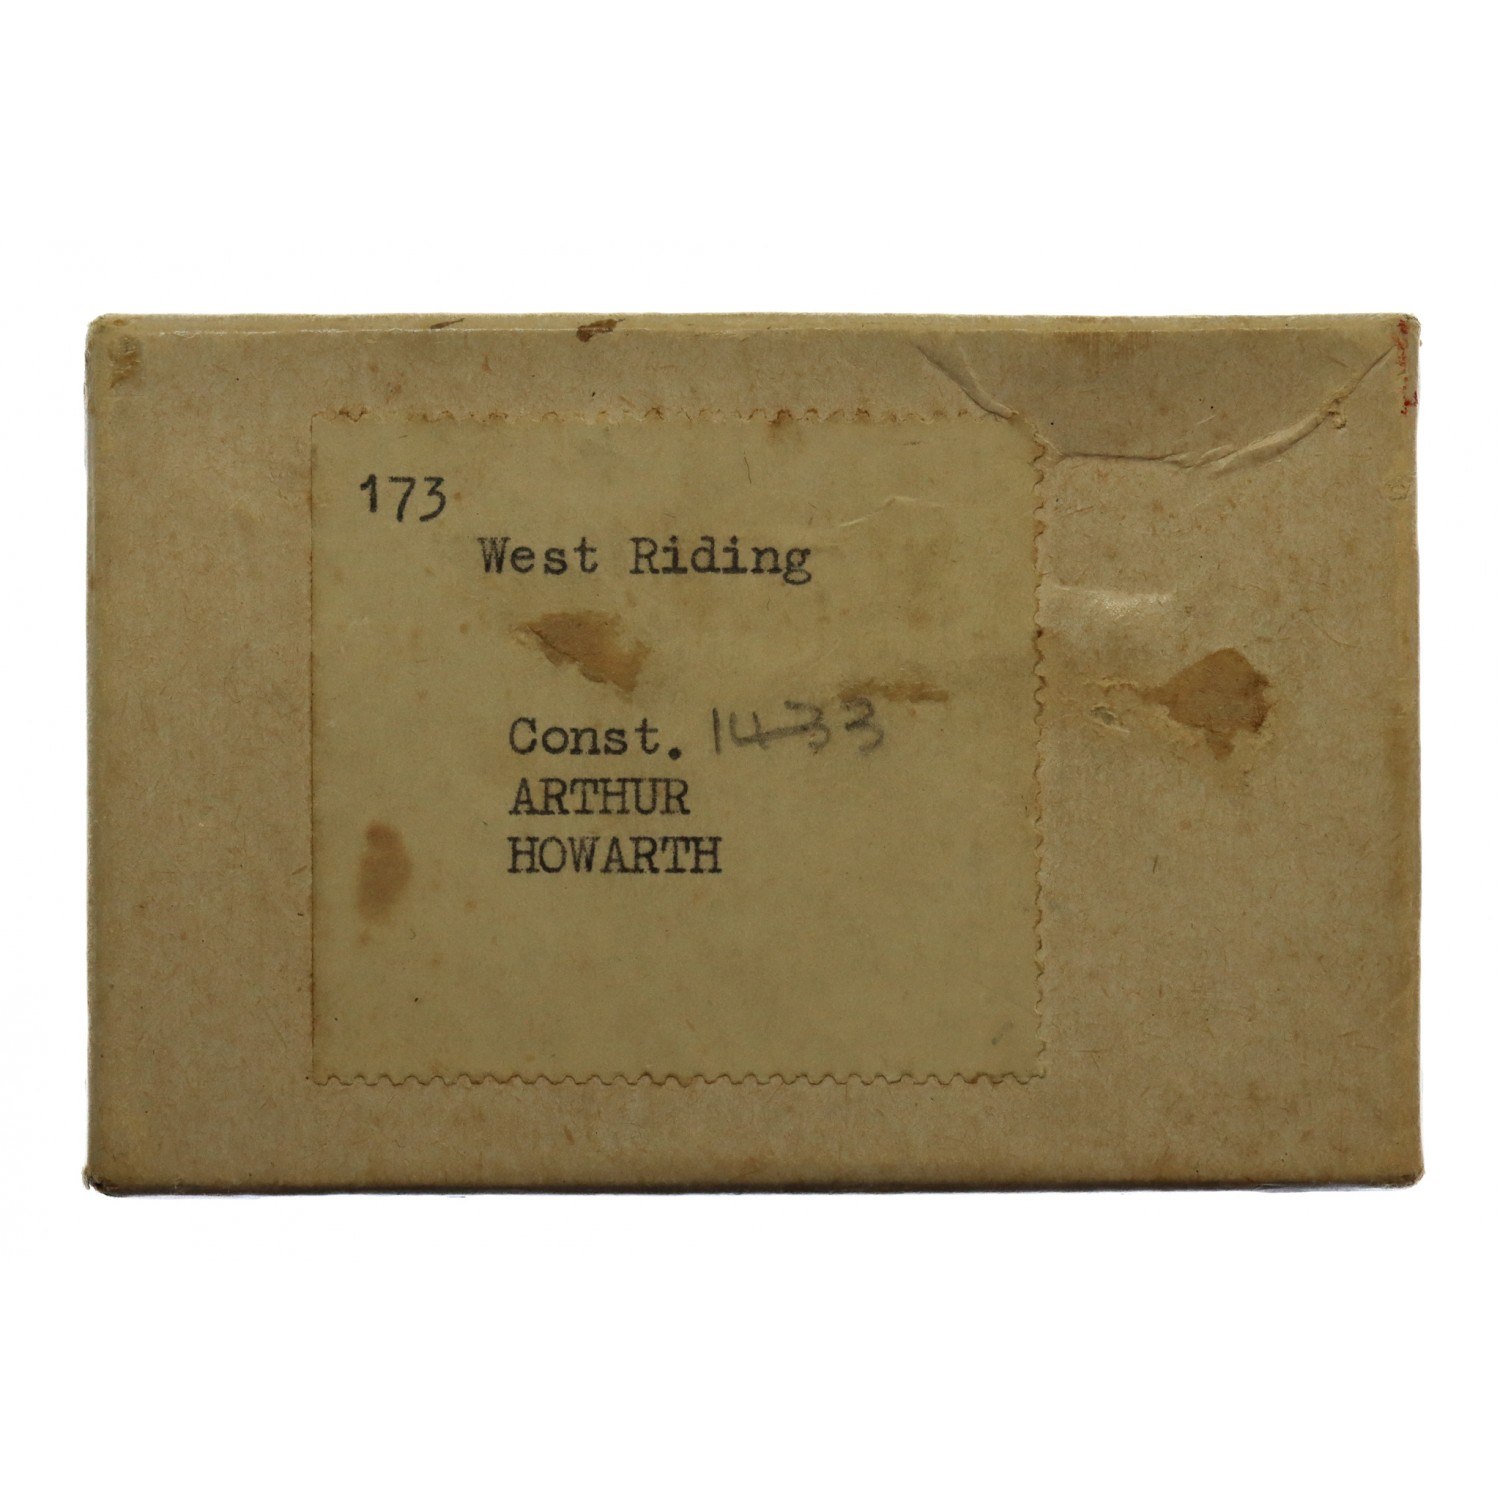 173
West Riding
Const. 1433
ARTHUR
HOWARTH